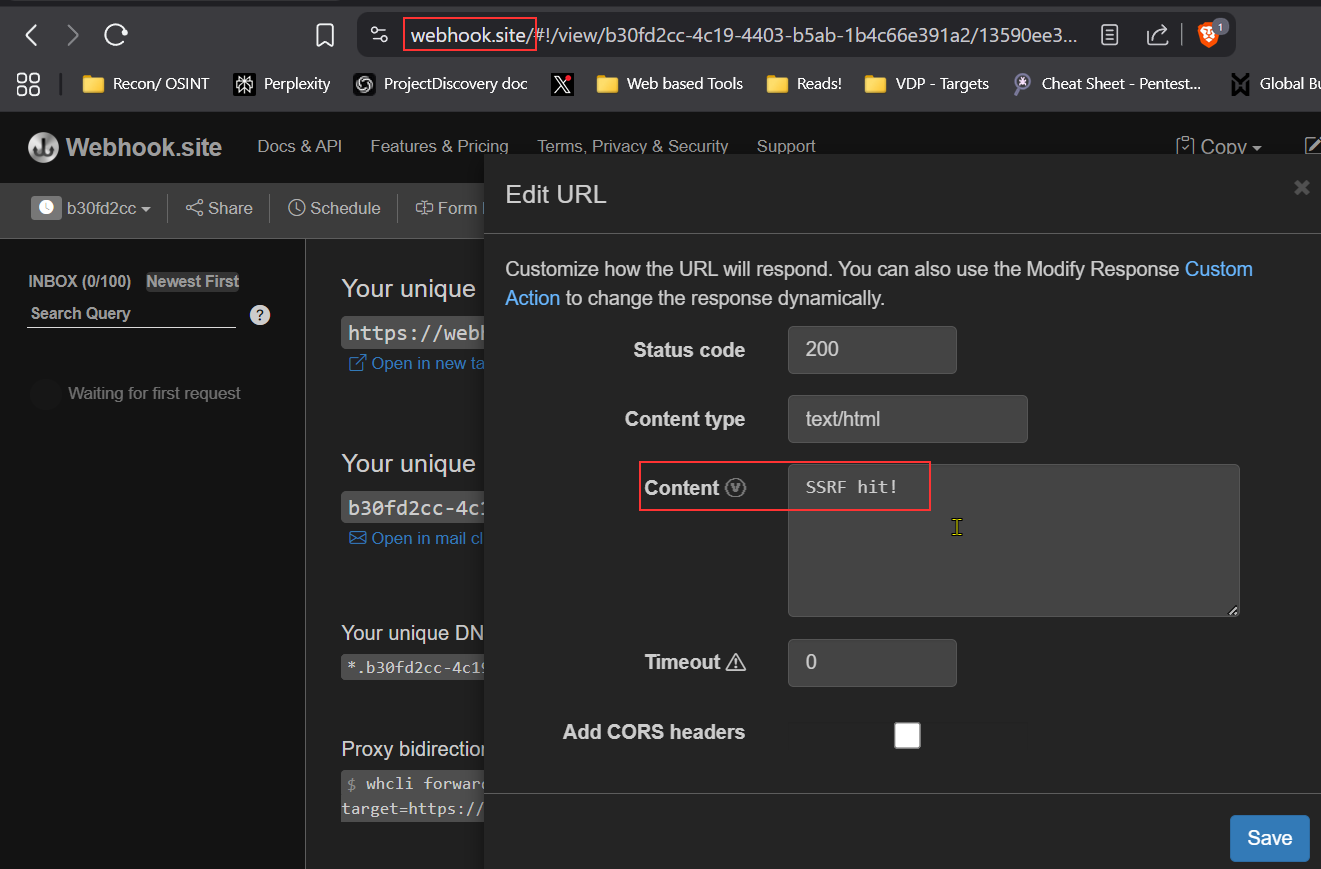 webhook.site/#!/view/b30fd2cc-4c19-4403-b5ab-1b4c66e391a2/13590ee3... 1
Recon/ OSINT Perplexity ProjectDiscovery doc X Web based Tools Reads! VDP - Targets Cheat Sheet - Pentest... Global Bu
Webhook.site Docs & API Features & Pricing Terms, Privacy & Security Support Copy
b30fd2cc Share Schedule Form
INBOX (0/100) Newest First
Search Query ?
Waiting for first request
Your unique
https://webh
Open in new ta
Your unique
b30fd2cc-4c1
Open in mail cl
Your unique DN
*.b30fd2cc-4c19
Proxy bidirection
$ whcli forward
target=https://
Edit URL
Customize how the URL will respond. You can also use the Modify Response Custom
Action to change the response dynamically.
Status code 200
Content type text/html
Content SSRF hit!
Timeout 0
Add CORS headers
Save